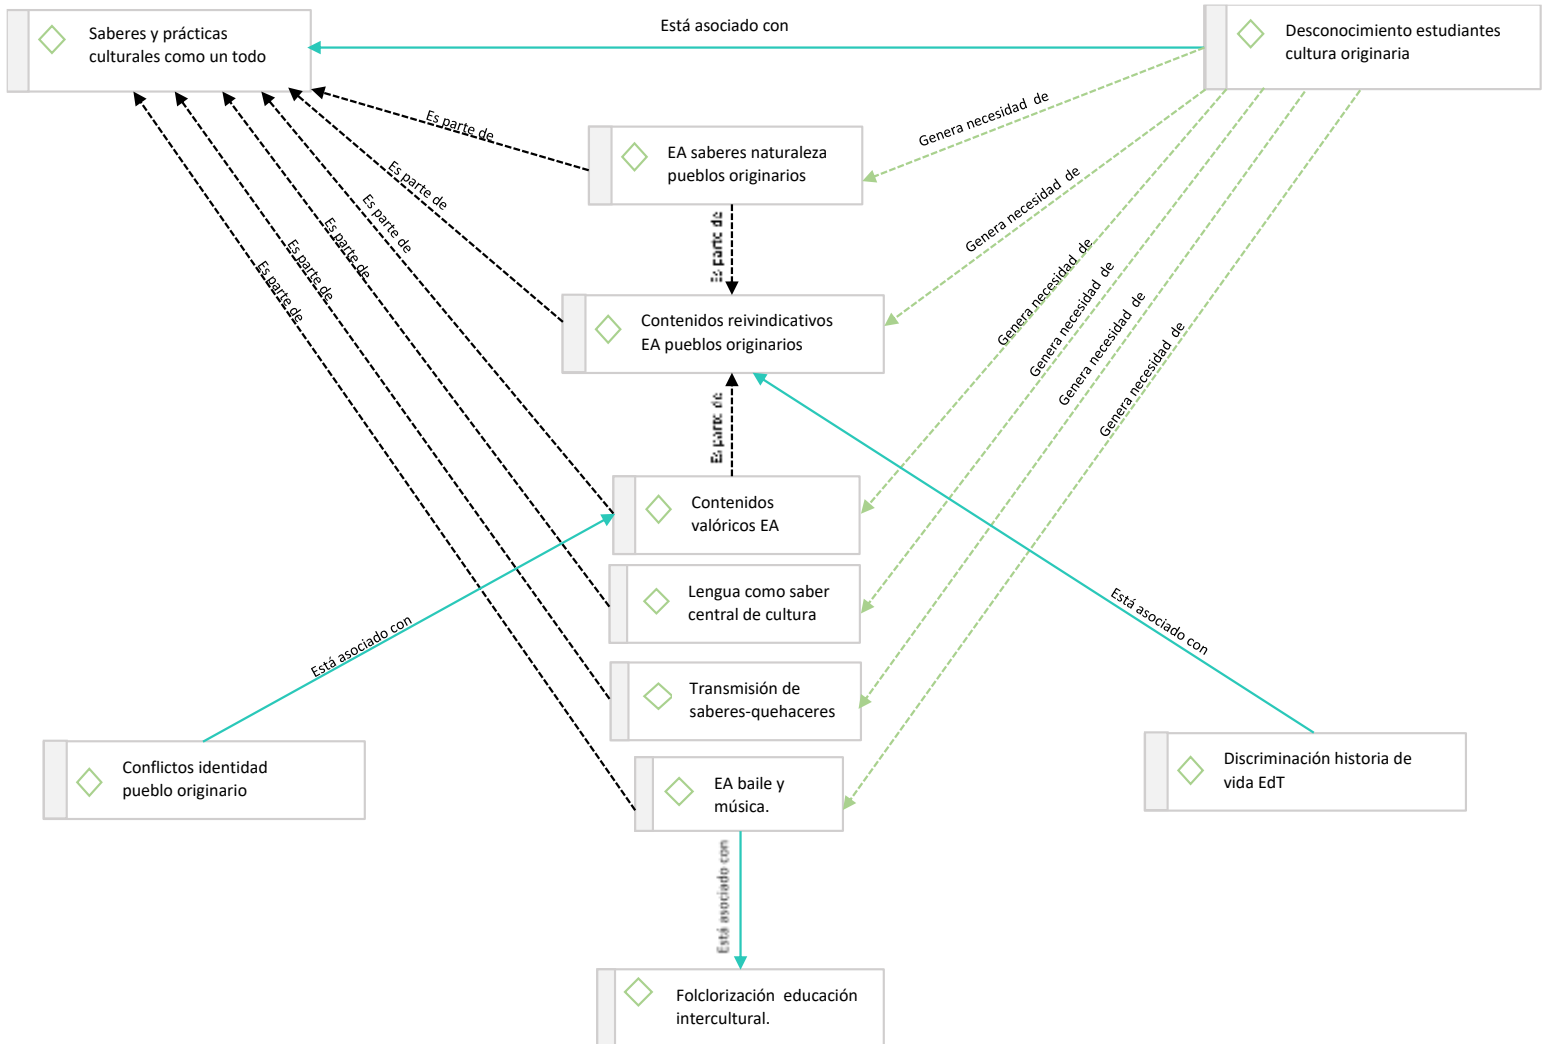 Está asociado con
Saberes y prácticas
culturales como un todo
Desconocimiento estudiantes
cultura originaria
Es parte de
Genera necesidad de
EA saberes naturaleza
pueblos originarios
Es parte de
Genera necesidad de
Es parte de
Es parte de
Es parte de
Es parte de
Es parte de
Es parte de
Genera necesidad de
Genera necesidad de
Genera necesidad de
Genera necesidad de
Contenidos reivindicativos
EA pueblos originarios
Es parte de
Contenidos
valóricos EA
Lengua como saber
central de cultura
Está asociado con
Está asociado con
Transmisión de
saberes-quehaceres
Conflictos identidad
pueblo originario
Discriminación historia de
vida EdT
EA baile y
música.
Está asociado con
Folclorización educación
intercultural.